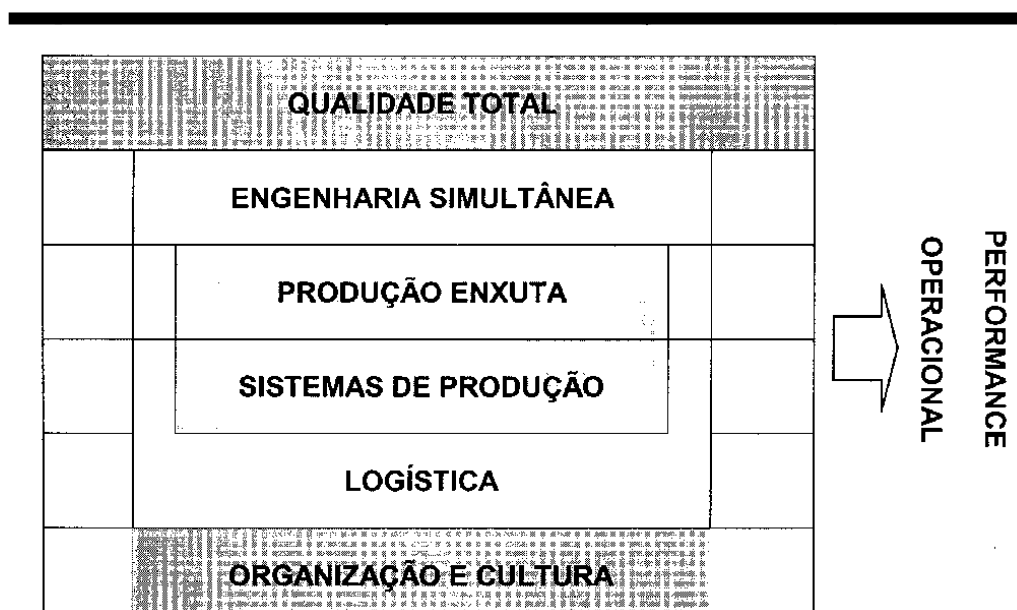 QUALIDADE TOTAL
ENGENHARIA SIMULTÂNEA
PRODUÇÃO ENXUTA
SISTEMAS DE PRODUÇÃO
LOGÍSTICA
ORGANIZAÇÃO E CULTURA
PERFORMANCE
OPERACIONAL